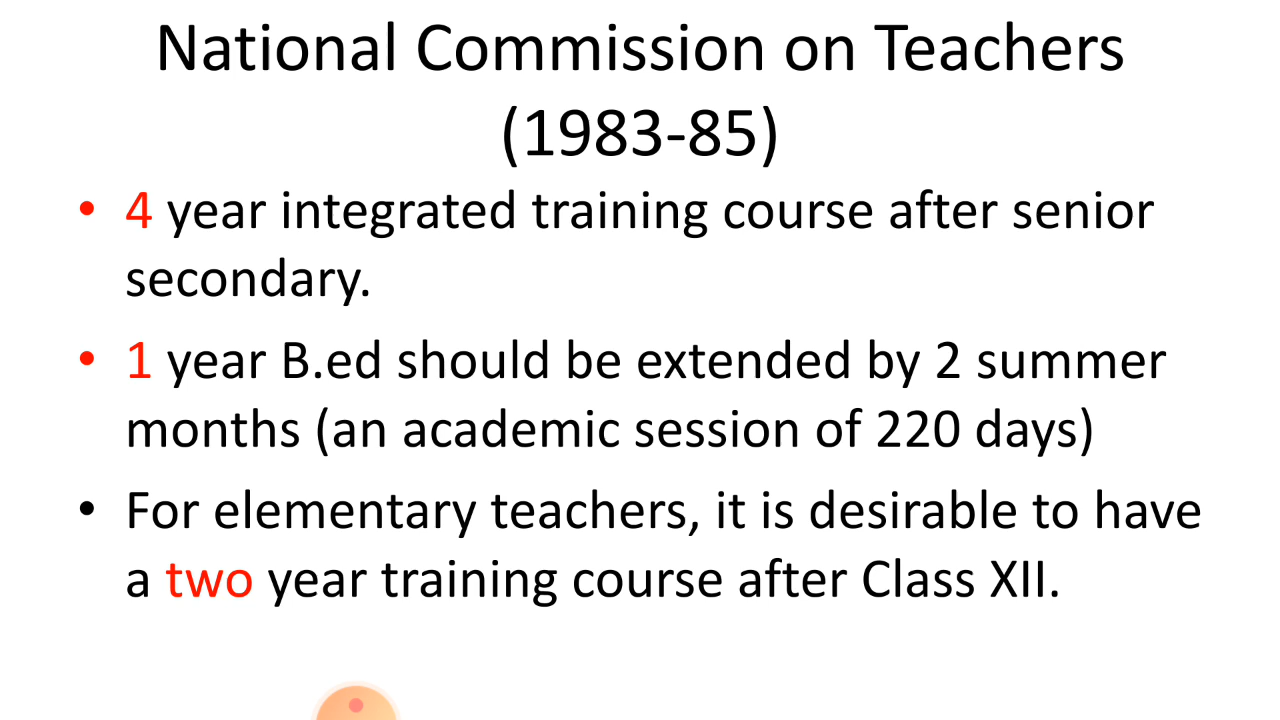 National Commission on Teachers
(1983-85)
• 4 year integrated training course after senior
secondary.
• 1 year B.ed should be extended by 2 summer
months (an academic session of 220 days)
• For elementary teachers, it is desirable to have
a two year training course after Class XII.